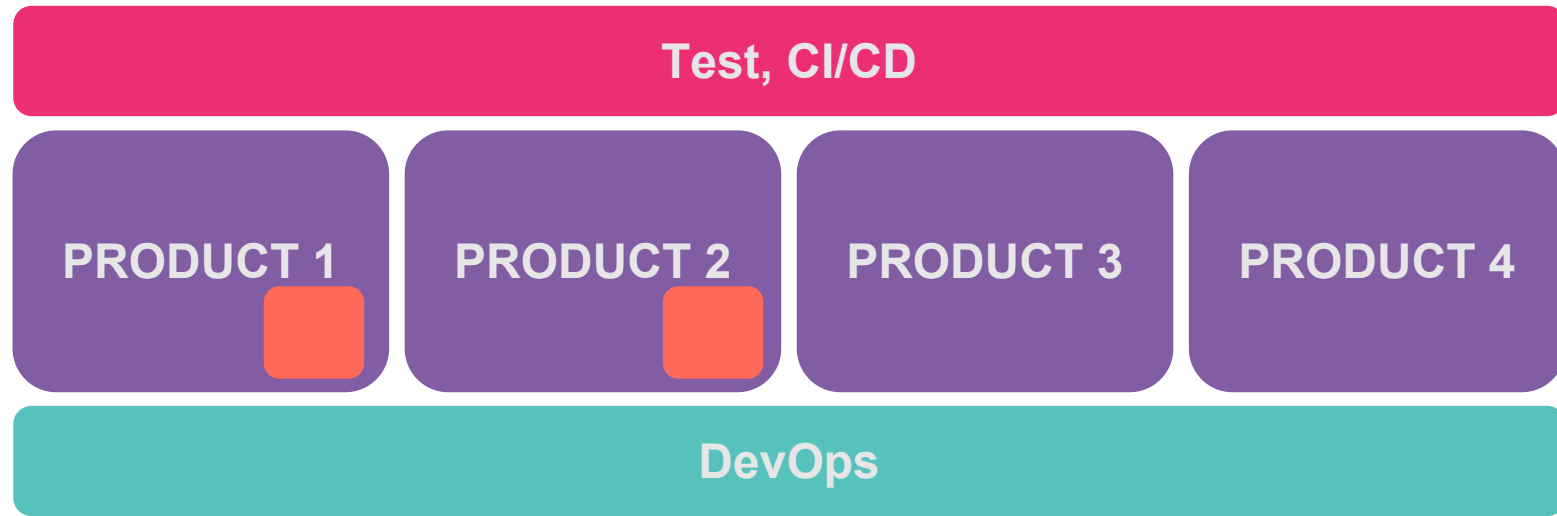 Test, CI/CD
PRODUCT 1
PRODUCT 2
PRODUCT 3
PRODUCT 4
DevOps